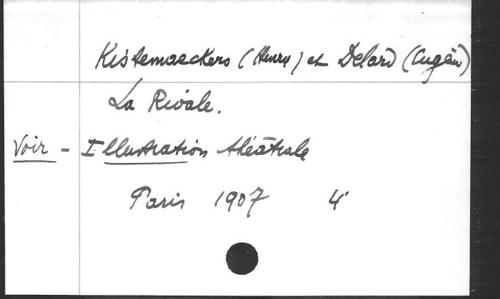 Kistemaeckers (Henry) et Delard (Eugène)
La Rivale.
Voir - Illustration théâtrale
Paris 1907 4°